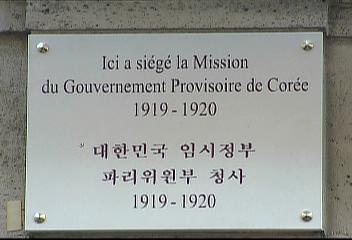 Ici a siégé la Mission
du Gouvernement Provisoire de Corée
1919 - 1920
대한민국 임시정부
파리위원부 청사
1919 - 1920